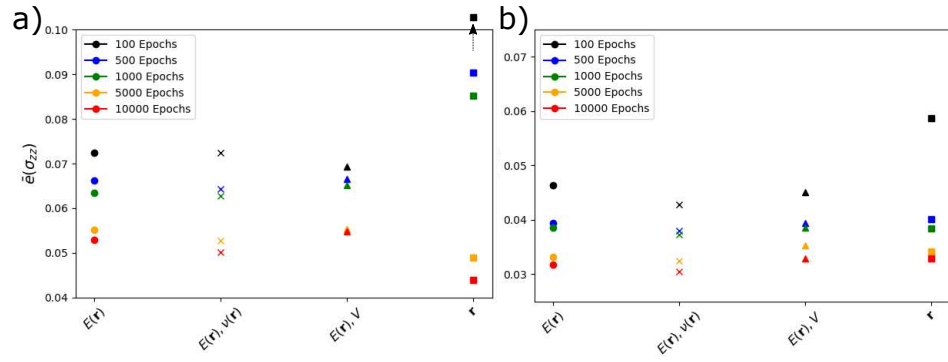 a)
0.10
0.09
0.08
0.07
0.06
0.05
0.04
ē(σzz)
100 Epochs
500 Epochs
1000 Epochs
5000 Epochs
10000 Epochs
E(r)
E(r), ν(r)
E(r), V
r
b)
0.07
0.06
0.05
0.04
0.03
100 Epochs
500 Epochs
1000 Epochs
5000 Epochs
10000 Epochs
E(r)
E(r), ν(r)
E(r), V
r